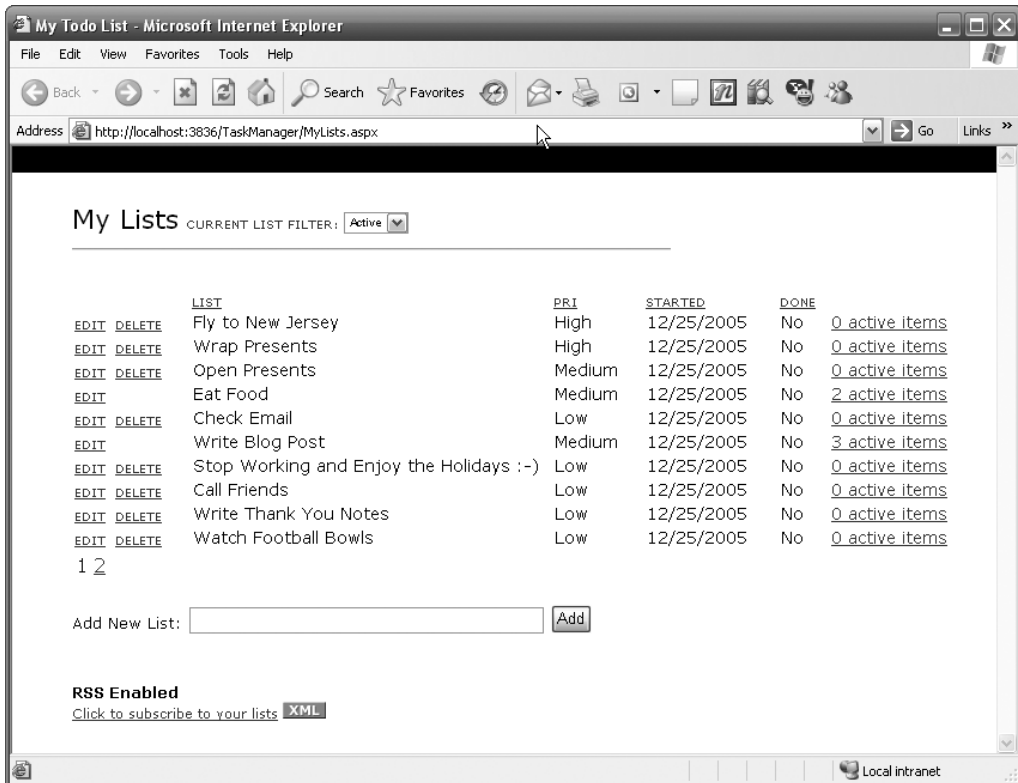 My Todo List - Microsoft Internet Explorer
File Edit View Favorites Tools Help
Back Search Favorites
Address http://localhost:3836/TaskManager/MyLists.aspx Go Links »
My Lists CURRENT LIST FILTER: Active
LIST PRI STARTED DONE
EDIT DELETE Fly to New Jersey High 12/25/2005 No 0 active items
EDIT DELETE Wrap Presents High 12/25/2005 No 0 active items
EDIT DELETE Open Presents Medium 12/25/2005 No 0 active items
EDIT Eat Food Medium 12/25/2005 No 2 active items
EDIT DELETE Check Email Low 12/25/2005 No 0 active items
EDIT Write Blog Post Medium 12/25/2005 No 3 active items
EDIT DELETE Stop Working and Enjoy the Holidays :-) Low 12/25/2005 No 0 active items
EDIT DELETE Call Friends Low 12/25/2005 No 0 active items
EDIT DELETE Write Thank You Notes Low 12/25/2005 No 0 active items
EDIT DELETE Watch Football Bowls Low 12/25/2005 No 0 active items
1 2
Add New List: Add
RSS Enabled
Click to subscribe to your lists XML
Local intranet